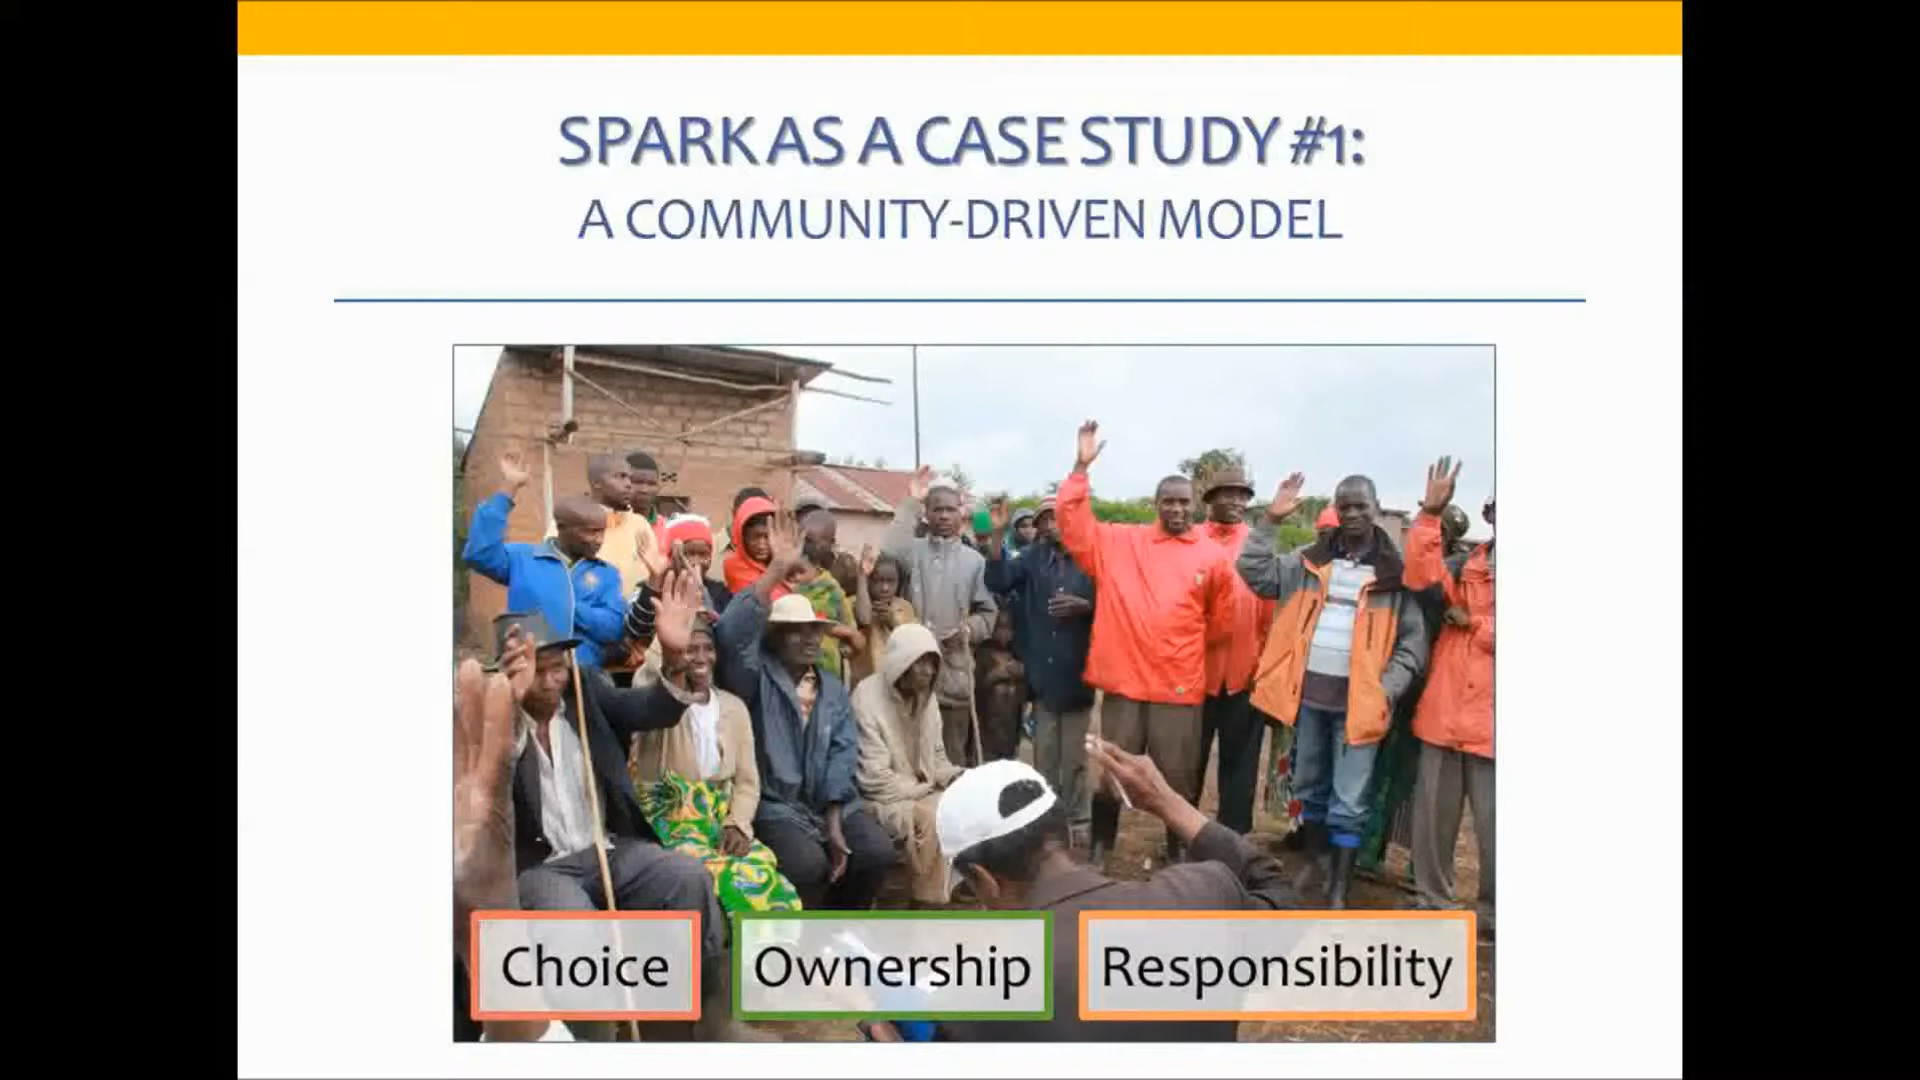 SPARK AS A CASE STUDY #1:
A COMMUNITY-DRIVEN MODEL
Choice
Ownership
Responsibility